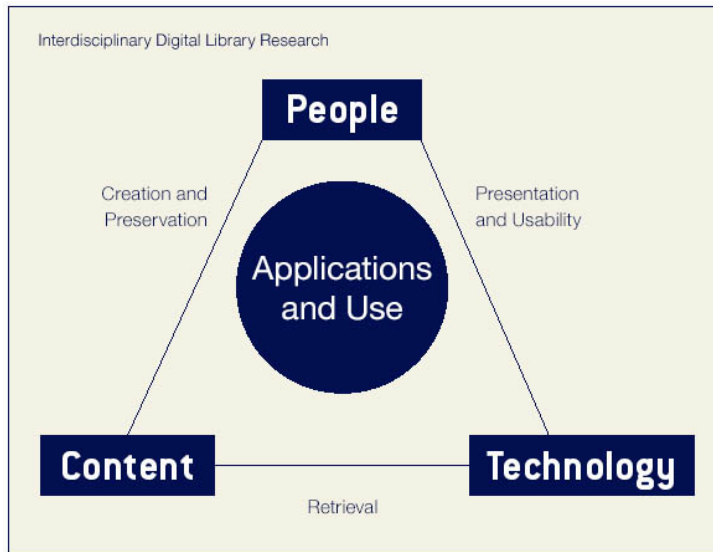 Interdisciplinary Digital Library Research
People
Creation and
Preservation
Presentation
and Usability
Applications
and Use
Content
Technology
Retrieval